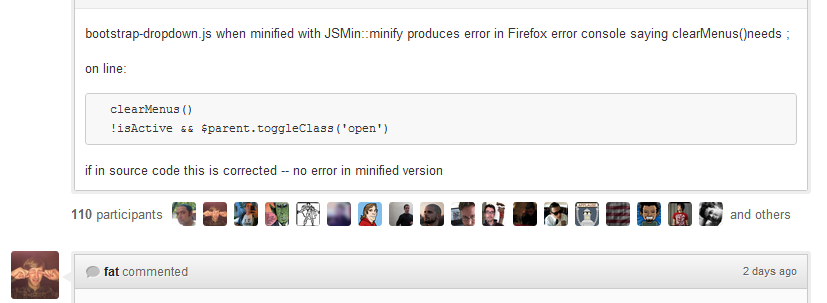 bootstrap-dropdown.js when minified with JSMin::minify produces error in Firefox error console saying clearMenus()needs ;
on line:
clearMenus()
!isActive && $parent.toggleClass('open')
if in source code this is corrected -- no error in minified version
110 participants and others
fat commented 2 days ago